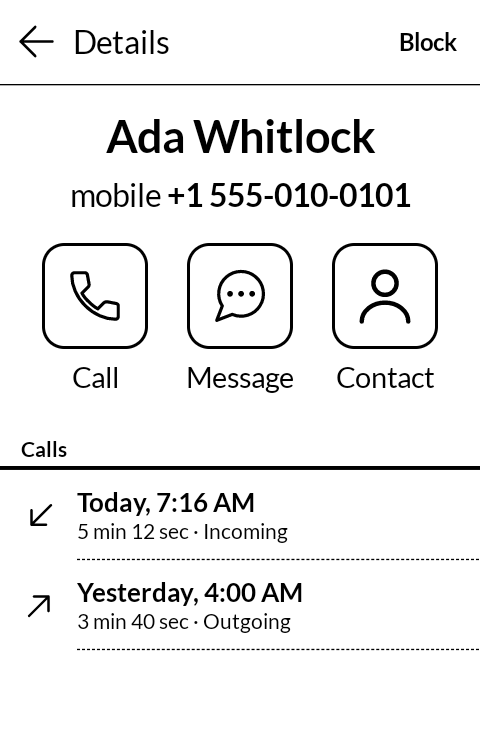 Details Block
Ada Whitlock
mobile +1 555-010-0101
Call Message Contact
Calls
Today, 7:16 AM
5 min 12 sec · Incoming
Yesterday, 4:00 AM
3 min 40 sec · Outgoing